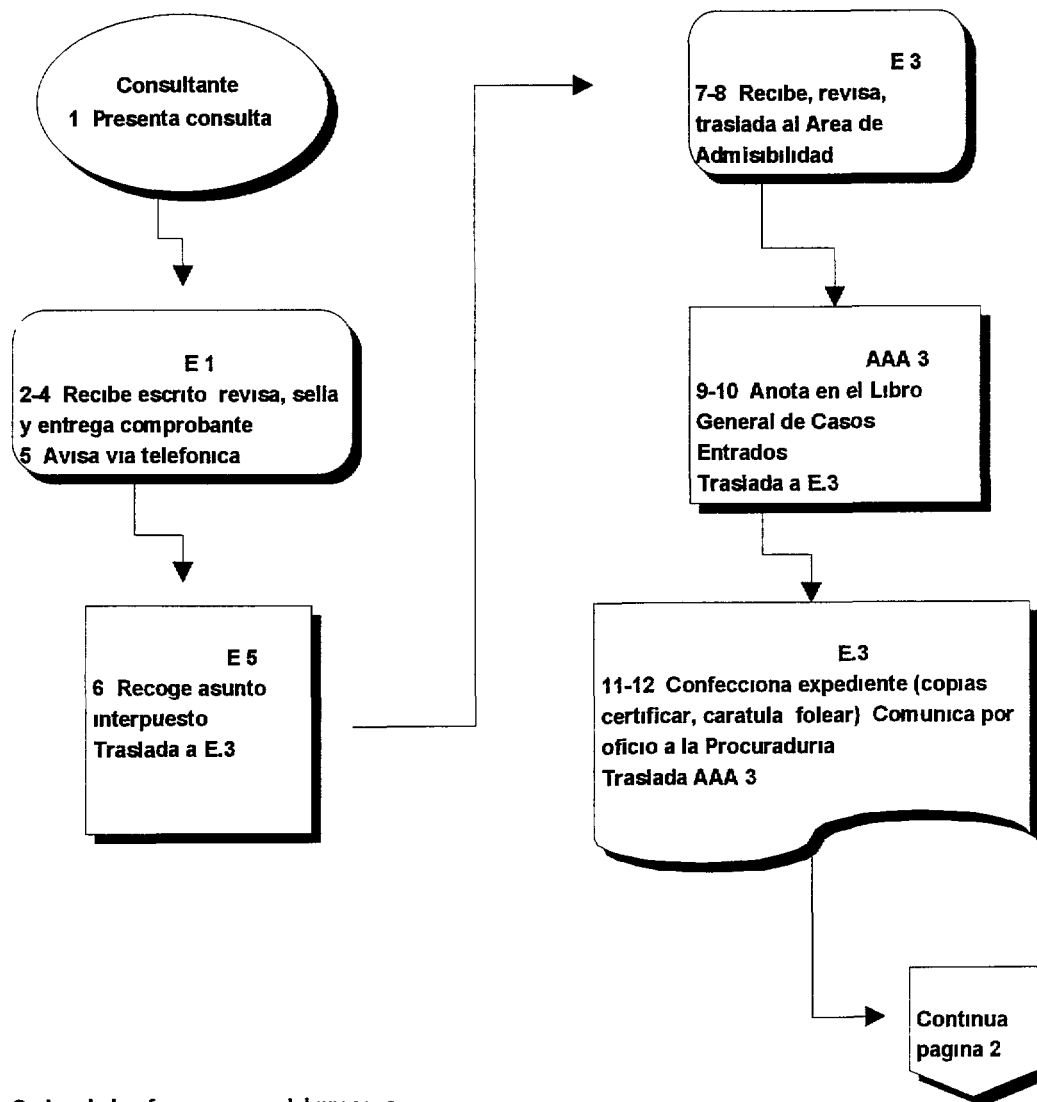 Consultante
1 Presenta consulta
E 1
2-4 Recibe escrito revisa, sella
y entrega comprobante
5 Avisa via telefonica
E 5
6 Recoge asunto
interpuesto
Traslada a E.3
E 3
7-8 Recibe, revisa,
traslada al Area de
Admisibilidad
AAA 3
9-10 Anota en el Libro
General de Casos
Entrados
Traslada a E.3
E.3
11-12 Confecciona expediente (copias
certificar, caratula folear) Comunica por
oficio a la Procuraduria
Traslada AAA 3
Continua
pagina 2